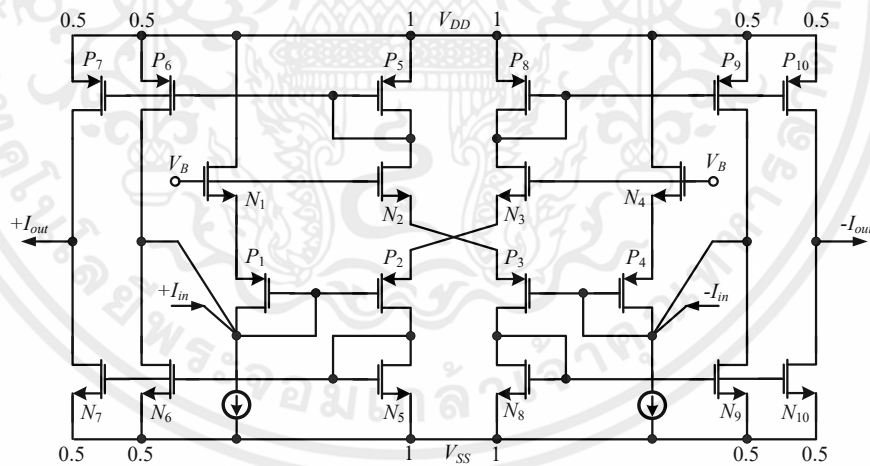 0.5 0.5 1 V_DD 1 0.5 0.5
P_7 P_6 P_5 P_8 P_9 P_10
V_B V_B
N_1 N_2 N_3 N_4
+I_out -I_out
P_1 P_2 P_3 P_4
+I_in -I_in
N_7 N_6 N_5 N_8 N_9 N_10
0.5 0.5 1 V_SS 1 0.5 0.5